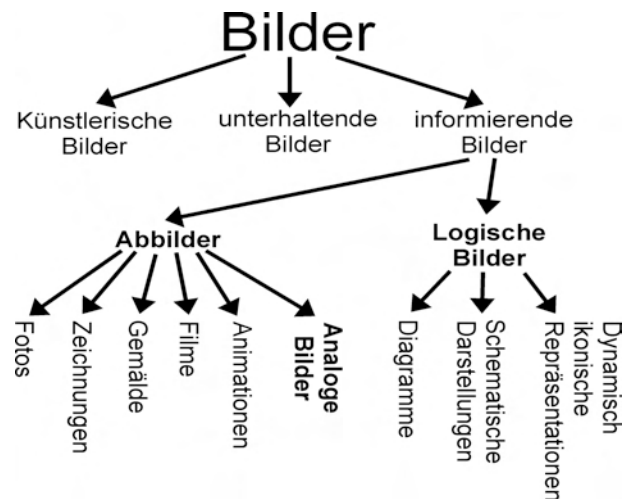 Bilder
Künstlerische
Bilder
unterhaltende
Bilder
informierende
Bilder
Abbilder
Logische
Bilder
Fotos
Zeichnungen
Gemälde
Filme
Animationen
Analoge
Bilder
Diagramme
Schematische
Darstellungen
Dynamisch
ikonische
Repräsentationen